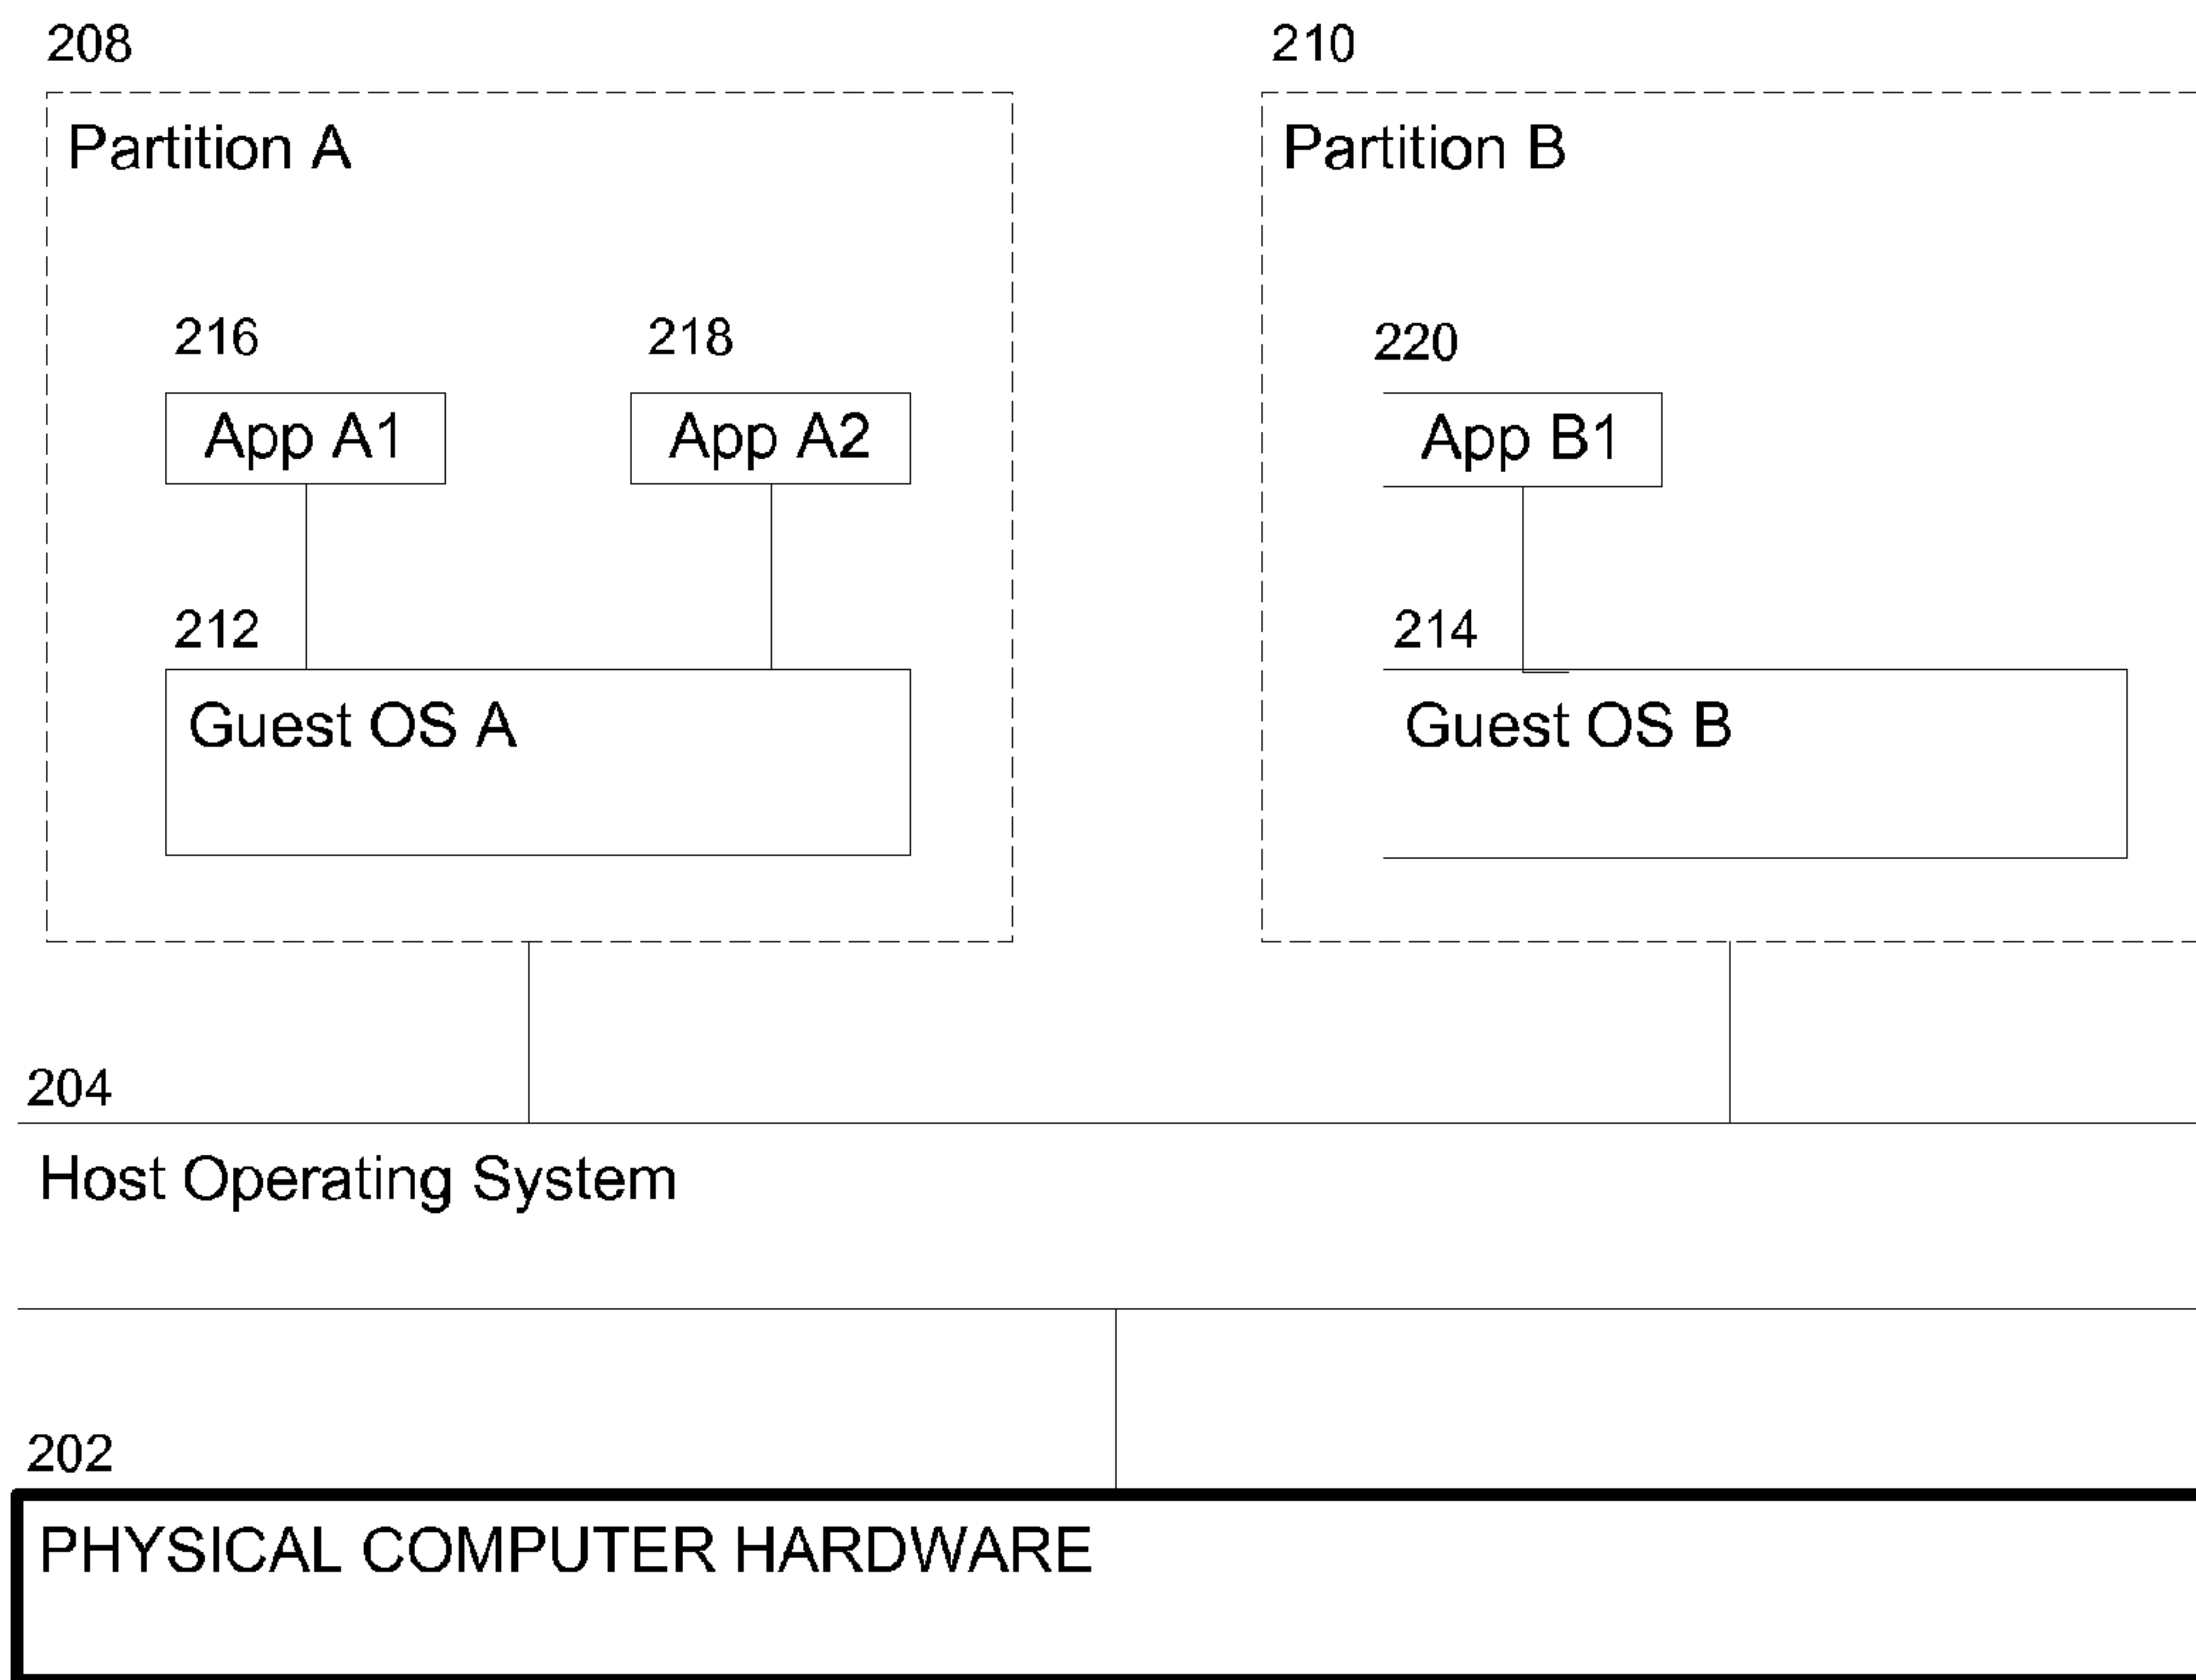 208
210
Partition A
Partition B
216
218
220
App A1
App A2
App B1
212
214
Guest OS A
Guest OS B
204
Host Operating System
202
PHYSICAL COMPUTER HARDWARE